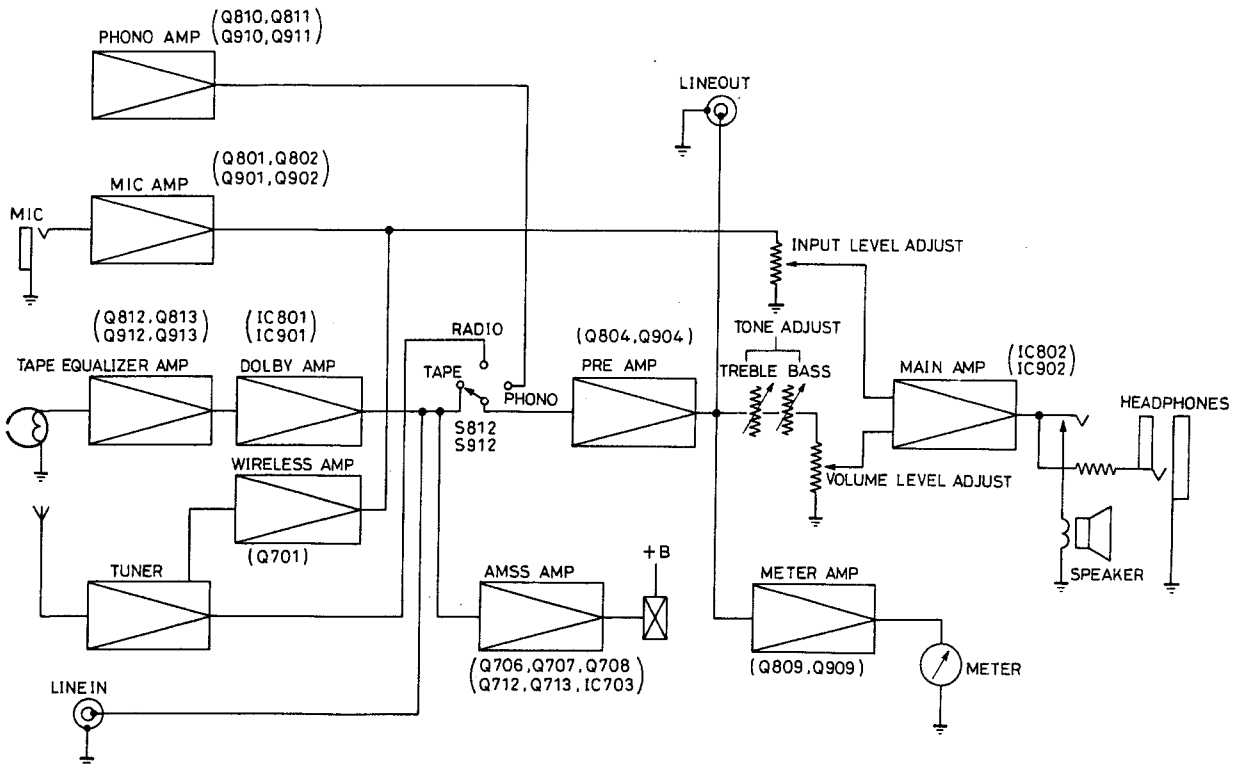 PHONO AMP
(Q810,Q811
Q910,Q911)
LINEOUT
MIC AMP
(Q801,Q802
Q901,Q902)
MIC
INPUT LEVEL ADJUST
(Q812,Q813
Q912,Q913)
(IC801
IC901)
RADIO
TONE ADJUST
TAPE EQUALIZER AMP
DOLBY AMP
TAPE
PHONO
(Q804,Q904)
PRE AMP
TREBLE BASS
MAIN AMP
(IC802
IC902)
HEADPHONES
S812
S912
WIRELESS AMP
(Q701)
VOLUME LEVEL ADJUST
TUNER
+B
AMSS AMP
METER AMP
SPEAKER
(Q706,Q707,Q708
Q712,Q713,IC703)
(Q809,Q909)
METER
LINE IN